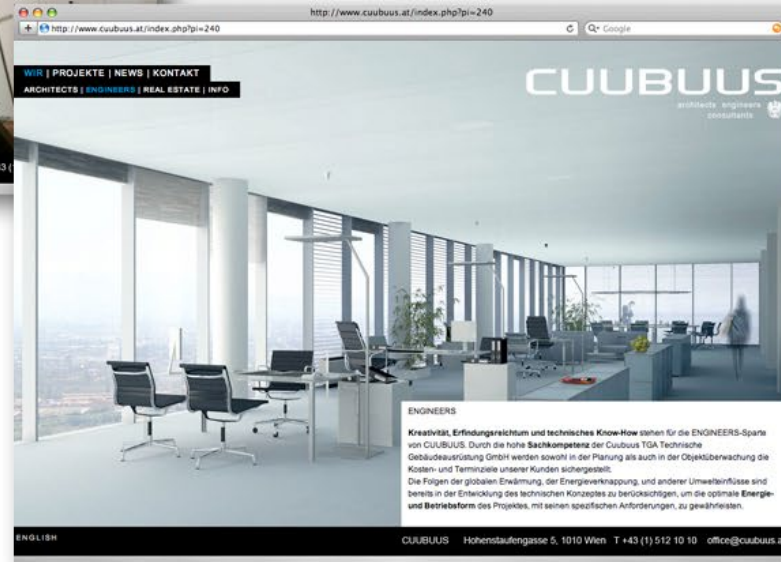 http://www.cuubuus.at/index.php?pi=240
+ http://www.cuubuus.at/index.php?pi=240 Google
WIR | PROJEKTE | NEWS | KONTAKT
ARCHITECTS | ENGINEERS | REAL ESTATE | INFO
CUUBUUS
architects engineers
consultants
ENGINEERS
Kreativität, Erfindungsreichtum und technisches Know-How stehen für die ENGINEERS-Sparte
von CUUBUUS. Durch die hohe Sachkompetenz der Cuubuus TGA Technische
Gebäudeausrüstung GmbH werden sowohl in der Planung als auch in der Objektüberwachung die
Kosten- und Terminziele unserer Kunden sichergestellt.
Die Folgen der globalen Erwärmung, der Energieverknappung, und anderer Umwelteinflüsse sind
bereits in der Entwicklung des technischen Konzeptes zu berücksichtigen, um die optimale Energie-
und Betriebsform des Projektes, mit seinen spezifischen Anforderungen, zu gewährleisten.
ENGLISH
CUUBUUS Hohenstaufengasse 5, 1010 Wien T +43 (1) 512 10 10 office@cuubuus.a